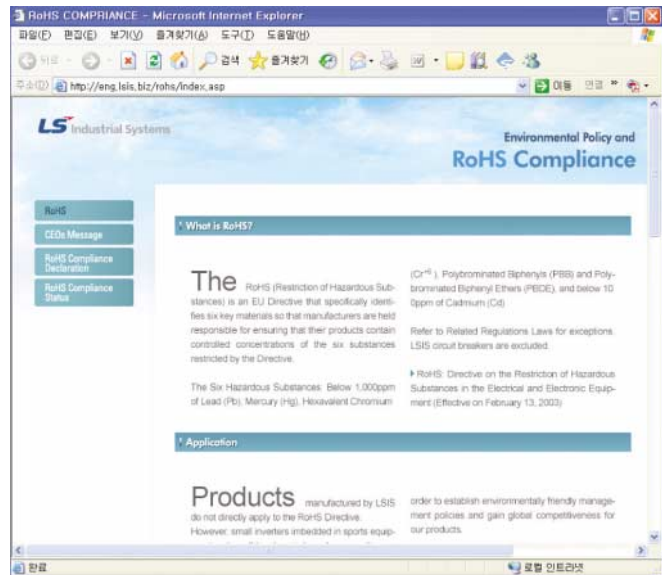 RoHS COMPRIANCE - Microsoft Internet Explorer
파일(F) 편집(E) 보기(V) 즐겨찾기(A) 도구(T) 도움말(H)
뒤로 검색 즐겨찾기
주소(D) http://eng.lsis.biz/rohs/index.asp 이동 연결 »
LS Industrial Systems
Environmental Policy and
RoHS Compliance
RoHS
CEOs Message
RoHS Compliance
Declaration
RoHS Compliance
Status
What is RoHS?
The RoHS (Restriction of Hazardous Sub-
stances) is an EU Directive that specifically identi-
fies six key materials so that manufacturers are held
responsible for ensuring that their products contain
controlled concentrations of the six substances
restricted by the Directive.
The Six Hazardous Substances: Below 1,000ppm
of Lead (Pb), Mercury (Hg), Hexavalent Chromium
(Cr+6 ), Polybrominated Biphenyls (PBB) and Poly-
brominated Biphenyl Ethers (PBDE), and below 10
0ppm of Cadmium (Cd)
Refer to Related Regulations Laws for exceptions.
LSIS circuit breakers are excluded.
RoHS: Directive on the Restriction of Hazardous
Substances in the Electrical and Electronic Equip-
ment (Effective on February 13, 2003)
Application
Products manufactured by LSIS
do not directly apply to the RoHS Directive.
However, small inverters imbedded in sports equip-
order to establish environmentally friendly manage-
ment policies and gain global competitiveness for
our products.
완료 로컬 인트라넷